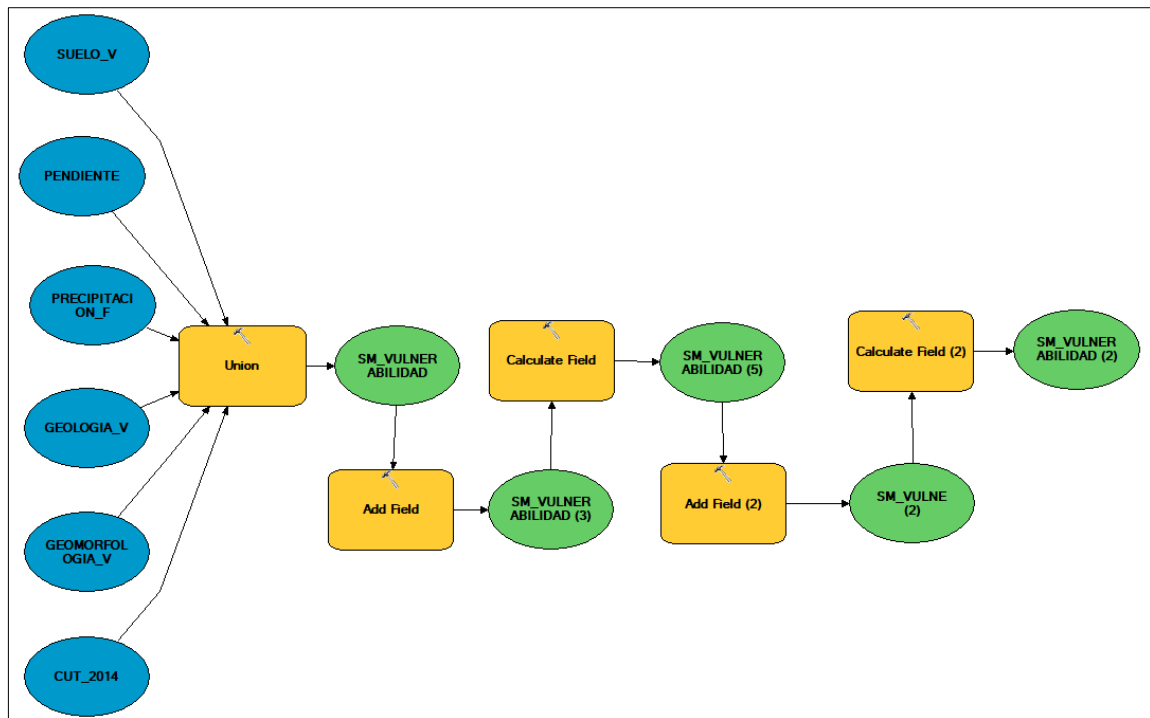 SUELO_V
PENDIENTE
PRECIPITACI
ON_F
GEOLOGIA_V
GEOMORFOL
OGIA_V
CUT_2014
Union
SM_VULNER
ABILIDAD
Add Field
SM_VULNER
ABILIDAD (3)
Calculate Field
SM_VULNER
ABILIDAD (5)
Add Field (2)
SM_VULNE
(2)
Calculate Field (2)
SM_VULNER
ABILIDAD (2)